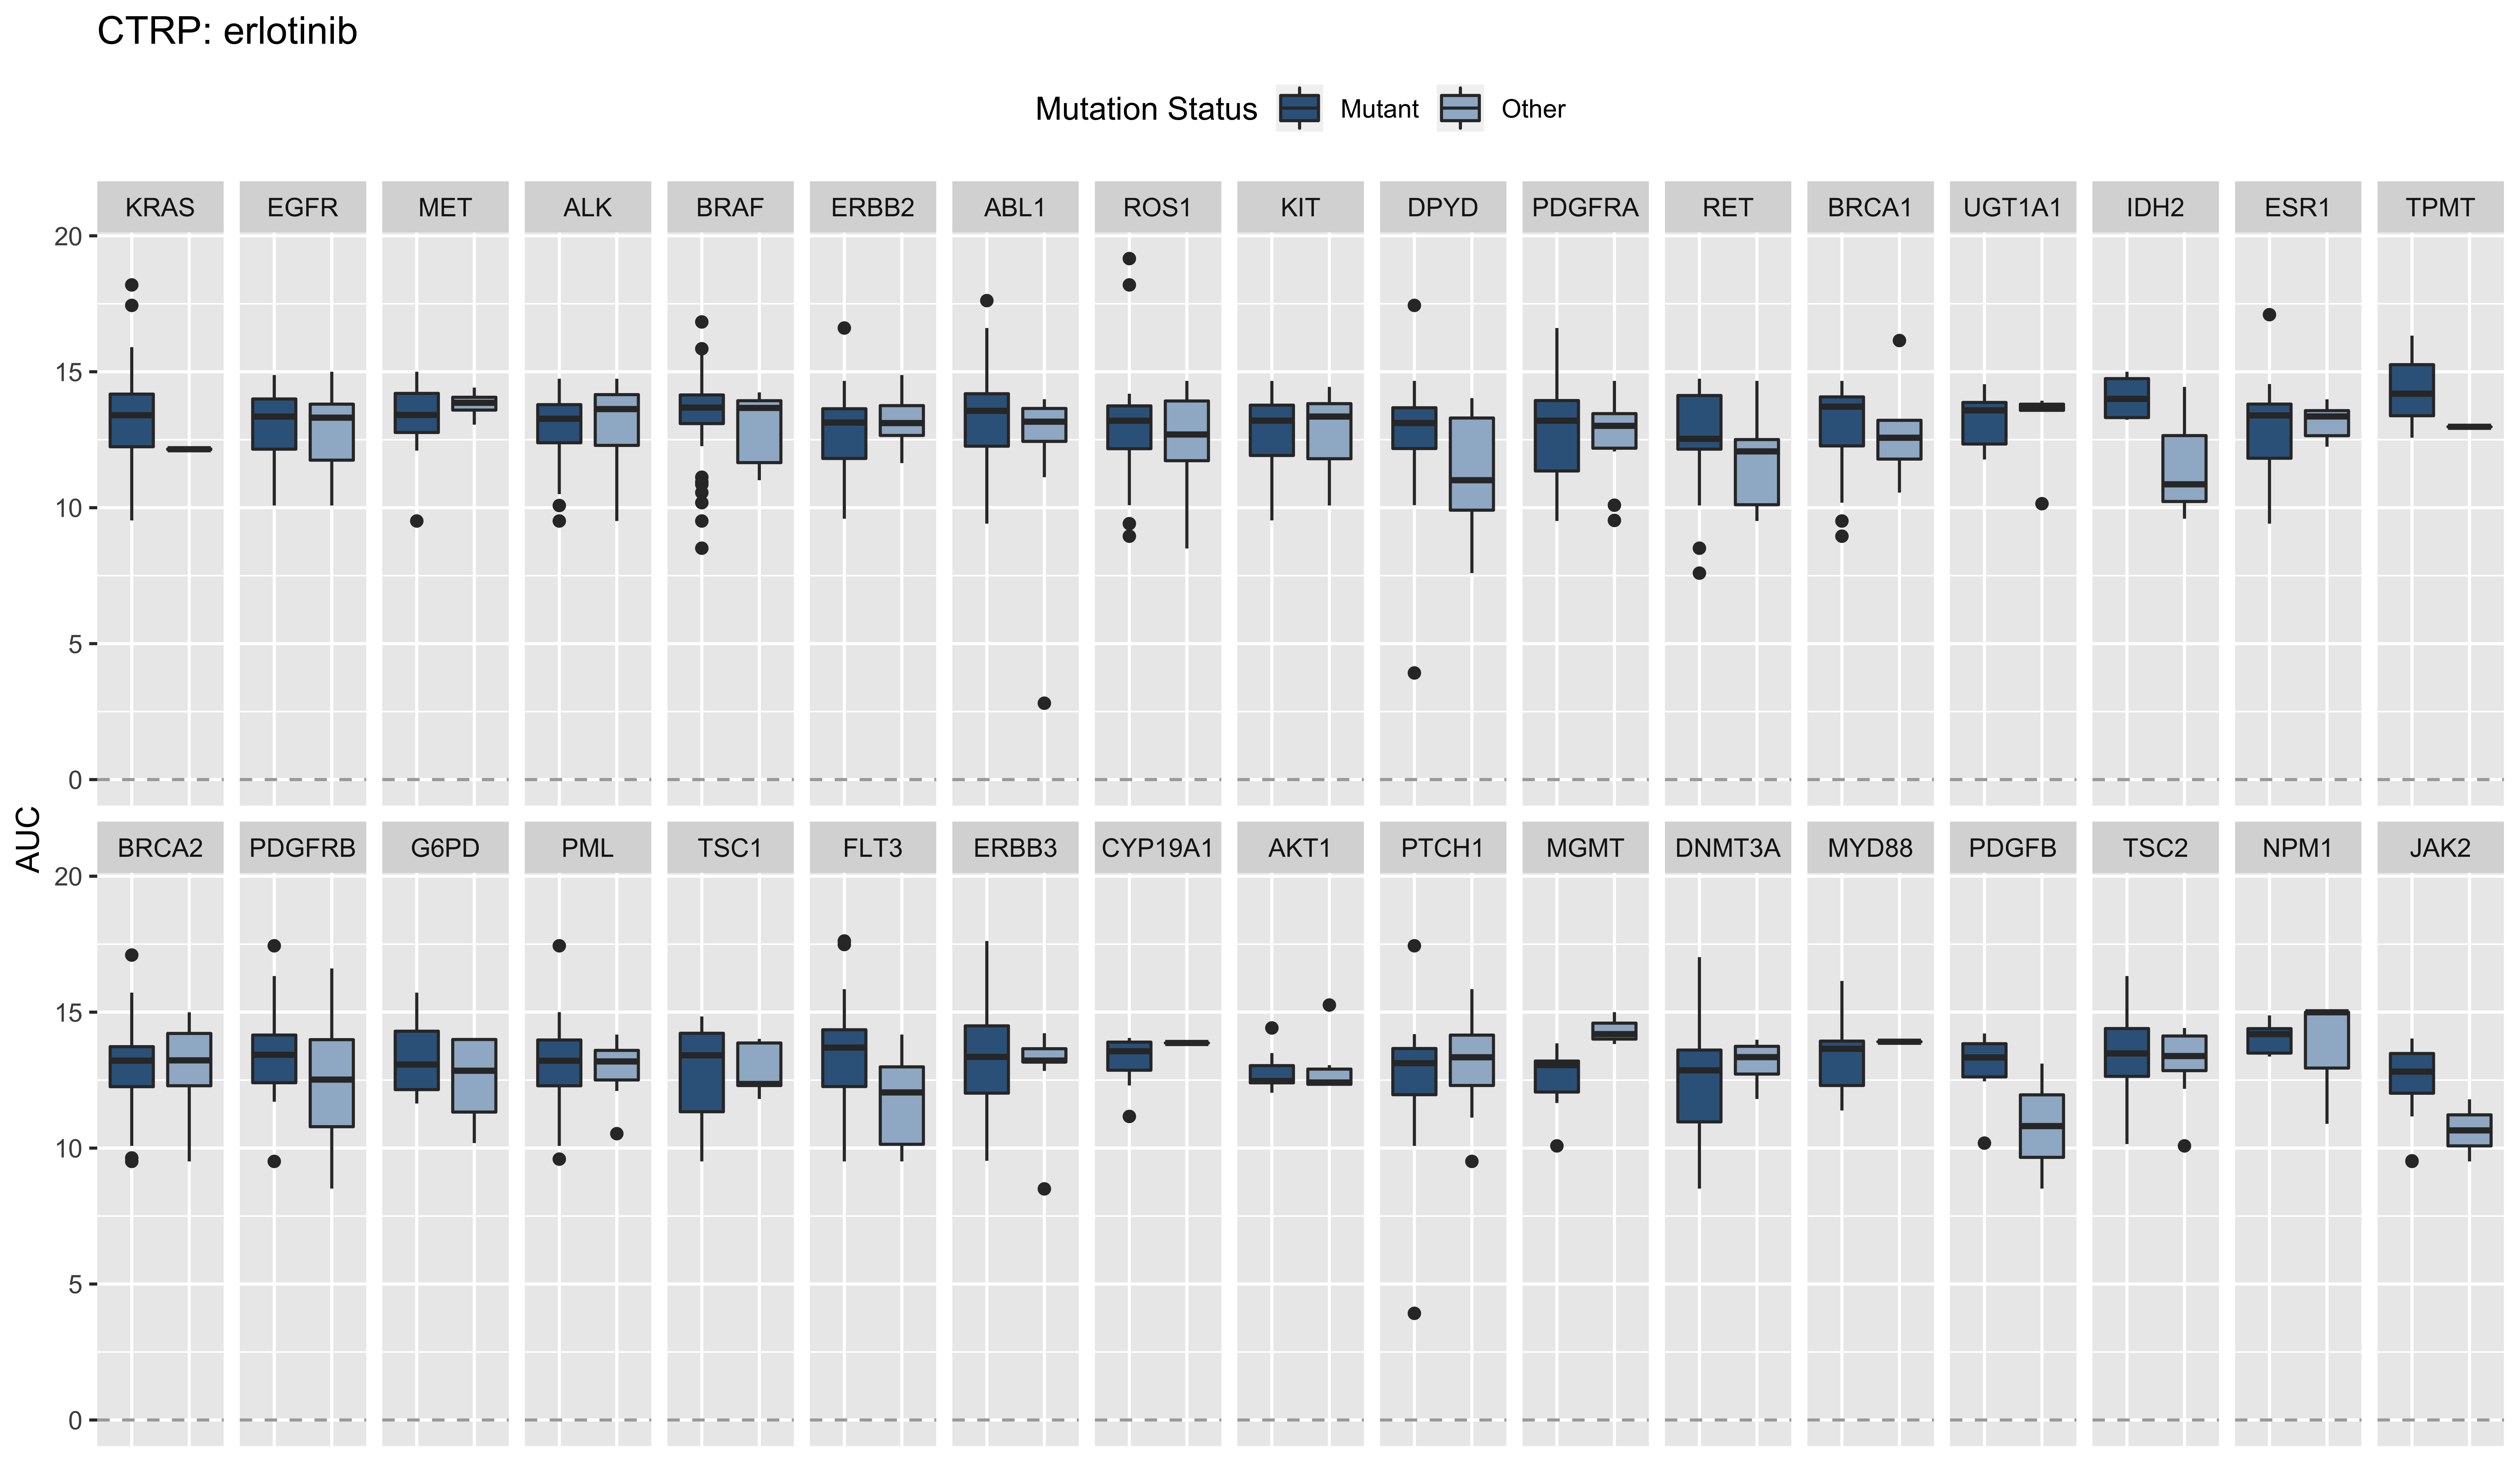 CTRP: erlotinib
Mutation Status Mutant Other
KRAS EGFR MET ALK BRAF ERBB2 ABL1 ROS1 KIT DPYD PDGFRA RET BRCA1 UGT1A1 IDH2 ESR1 TPMT
20
15
10
5
0
AUC
BRCA2 PDGFRB G6PD PML TSC1 FLT3 ERBB3 CYP19A1 AKT1 PTCH1 MGMT DNMT3A MYD88 PDGFB TSC2 NPM1 JAK2
20
15
10
5
0